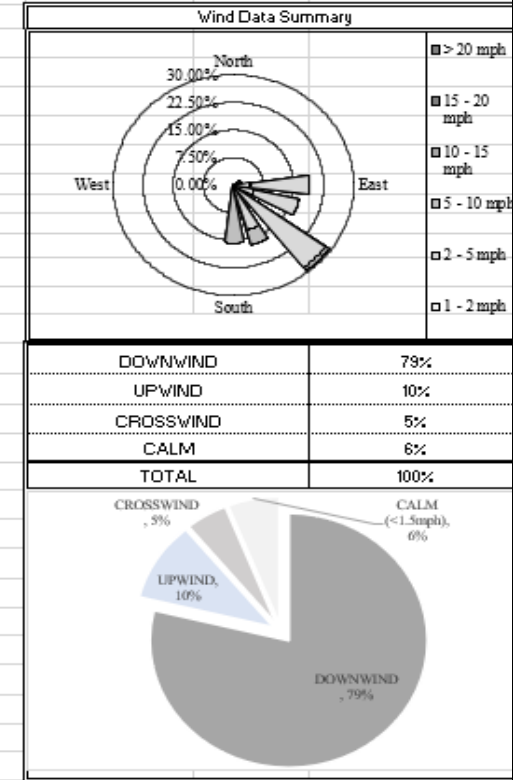 Wind Data Summary
North
30.00%
22.50%
15.00%
7.50%
West
0.00%
East
South
> 20 mph
15 - 20
mph
10 - 15
mph
5 - 10 mph
2 - 5 mph
1 - 2 mph
DOWNWIND 79%
UPWIND 10%
CROSSWIND 5%
CALM 6%
TOTAL 100%
CROSSWIND
, 5%
CALM
(<1.5mph),
6%
UPWIND,
10%
DOWNWIND
, 79%